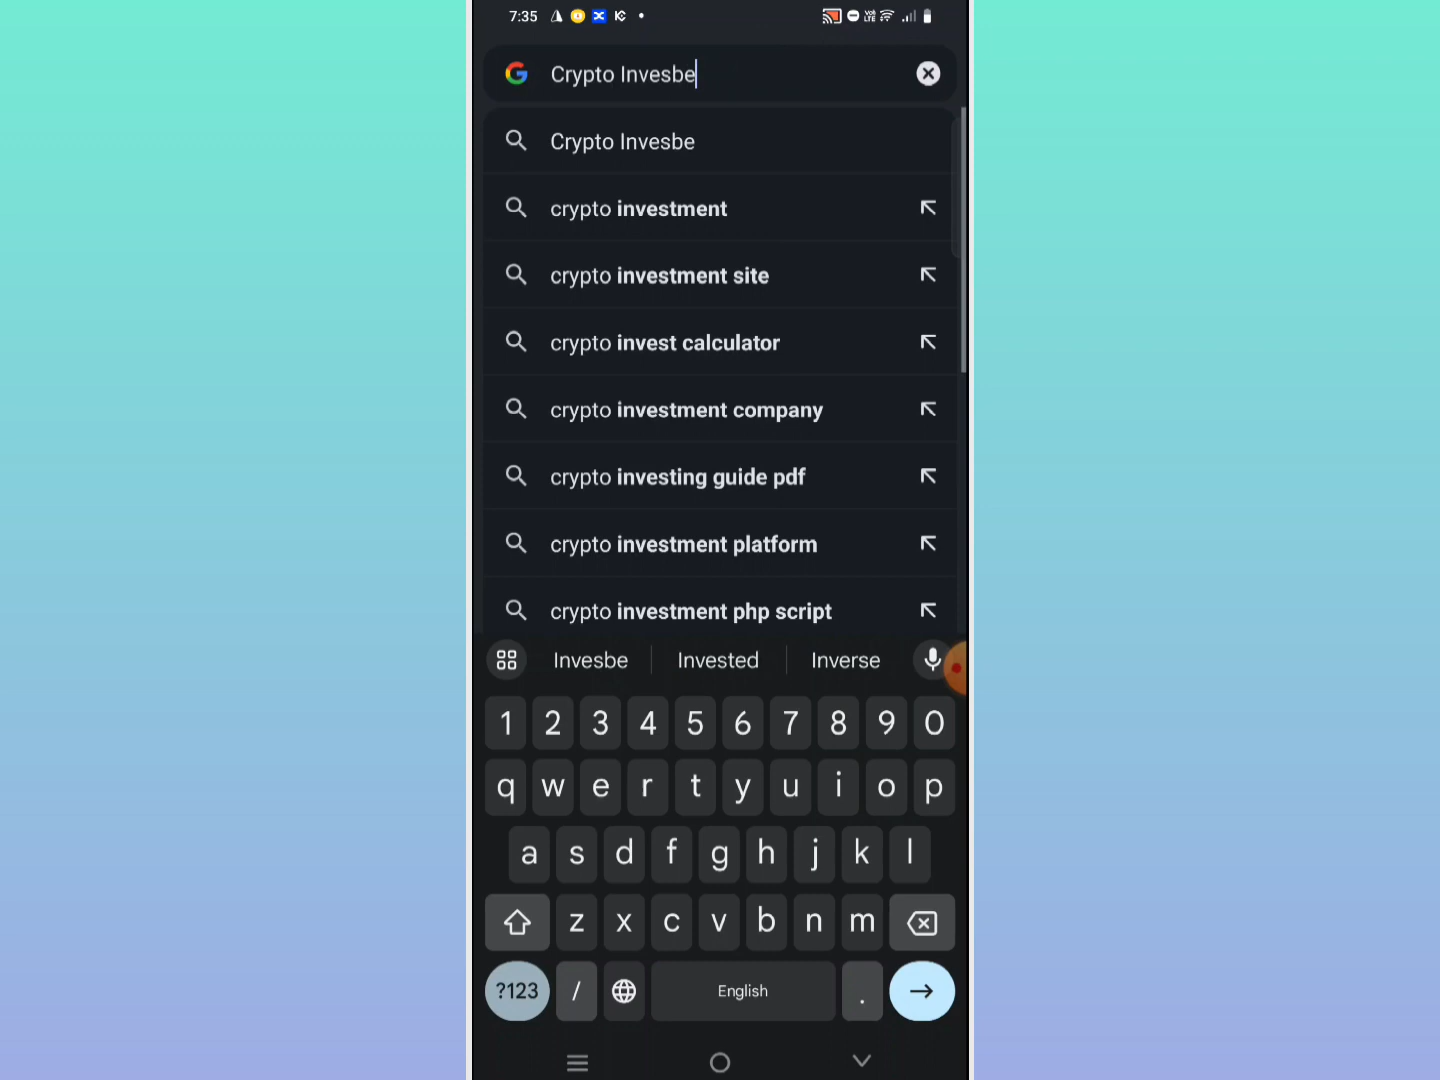 7:35
Crypto Invesbe
Crypto Invesbe
crypto investment
crypto investment site
crypto invest calculator
crypto investment company
crypto investing guide pdf
crypto investment platform
crypto investment php script
Invesbe Invested Inverse
1 2 3 4 5 6 7 8 9 0
q w e r t y u i o p
a s d f g h j k l
z x c v b n m
?123 / English .